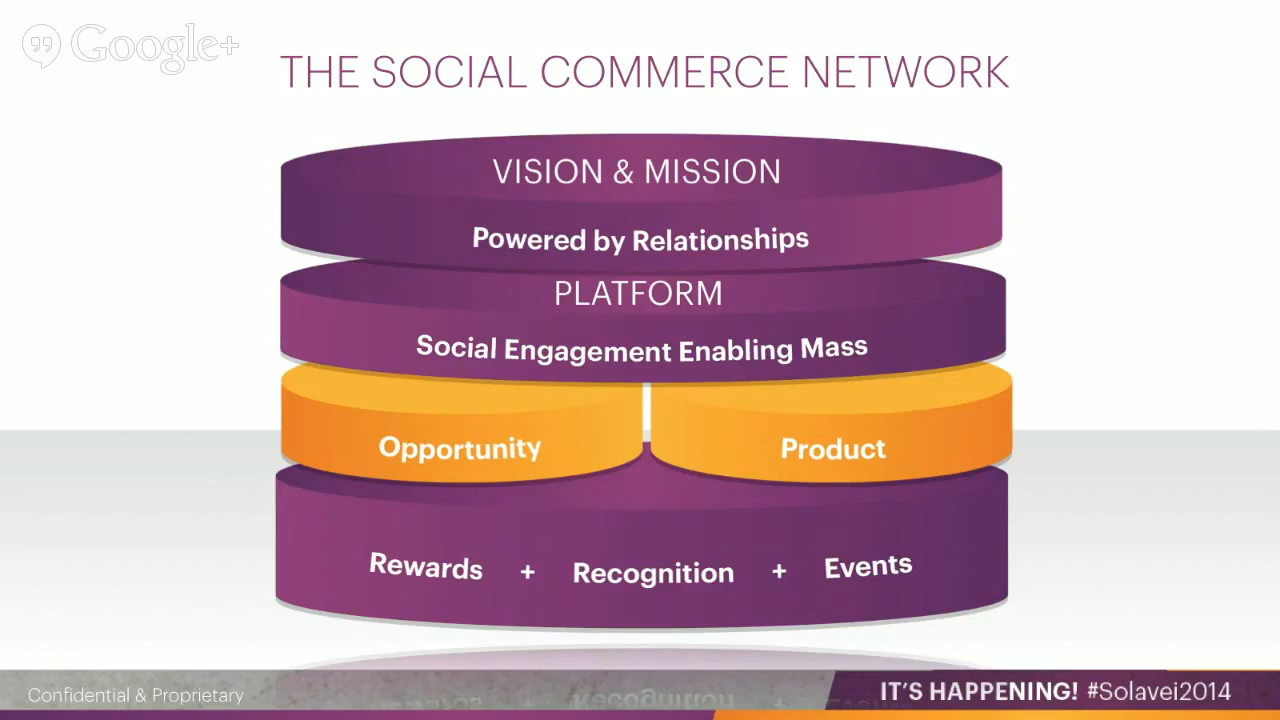 Google+
THE SOCIAL COMMERCE NETWORK
VISION & MISSION
Powered by Relationships
PLATFORM
Social Engagement Enabling Mass
Opportunity
Product
Rewards + Recognition + Events
Confidential & Proprietary
IT'S HAPPENING! #Solavei2014